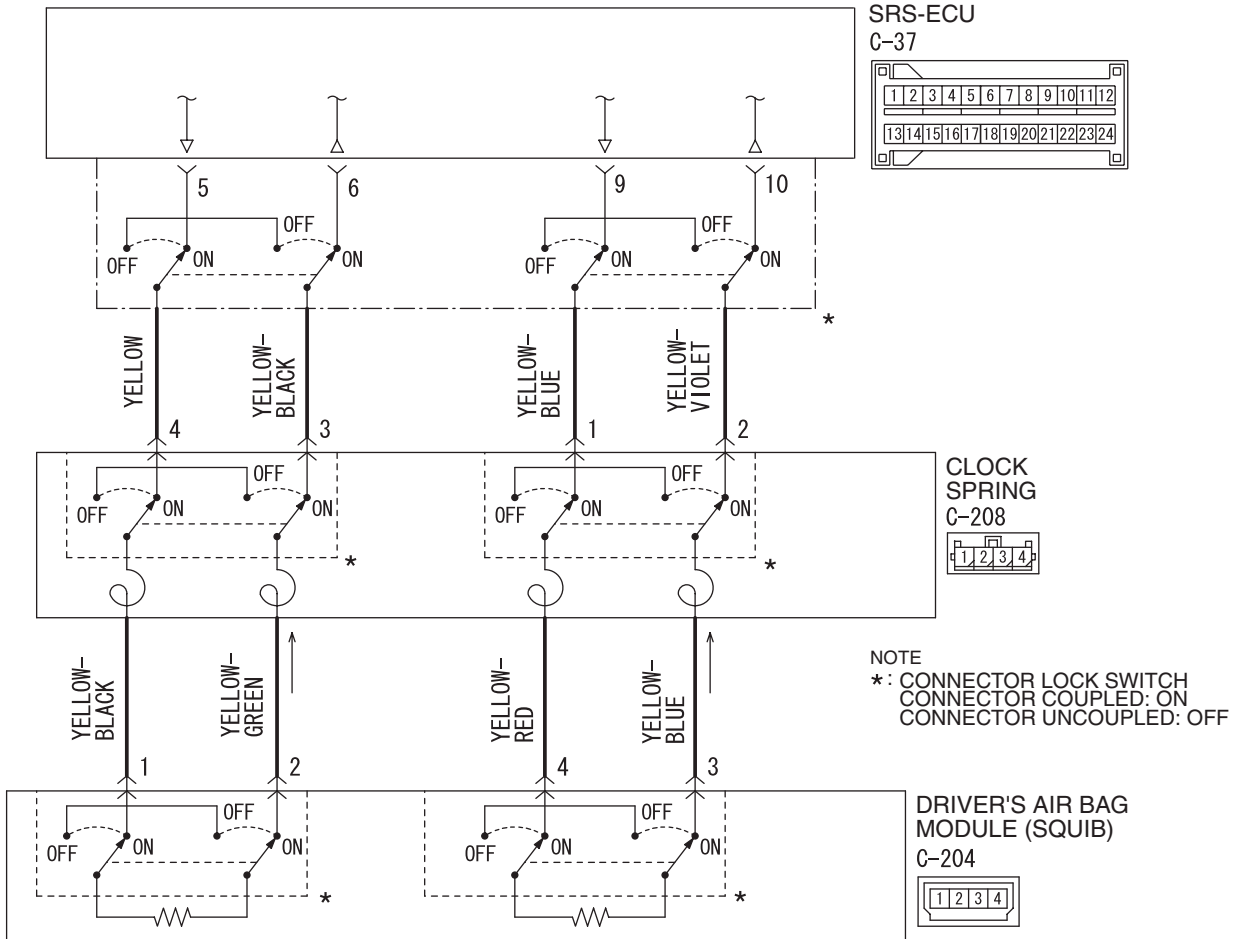 SRS-ECU
C-37
1 2 3 4 5 6 7 8 9 10 11 12
13 14 15 16 17 18 19 20 21 22 23 24
5 6 9 10
OFF OFF
OFF ON ON OFF ON ON
*
YELLOW
YELLOW-
BLACK
YELLOW-
BLUE
YELLOW-
VIOLET
4 3 1 2
CLOCK
SPRING
C-208
1 2 3 4
OFF OFF
OFF ON ON OFF ON ON
* *
YELLOW-
BLACK
YELLOW-
GREEN
YELLOW-
RED
YELLOW-
BLUE
NOTE
*: CONNECTOR LOCK SWITCH
CONNECTOR COUPLED: ON
CONNECTOR UNCOUPLED: OFF
1 2 4 3
DRIVER'S AIR BAG
MODULE (SQUIB)
C-204
1 2 3 4
OFF OFF
OFF ON ON OFF ON ON
* *